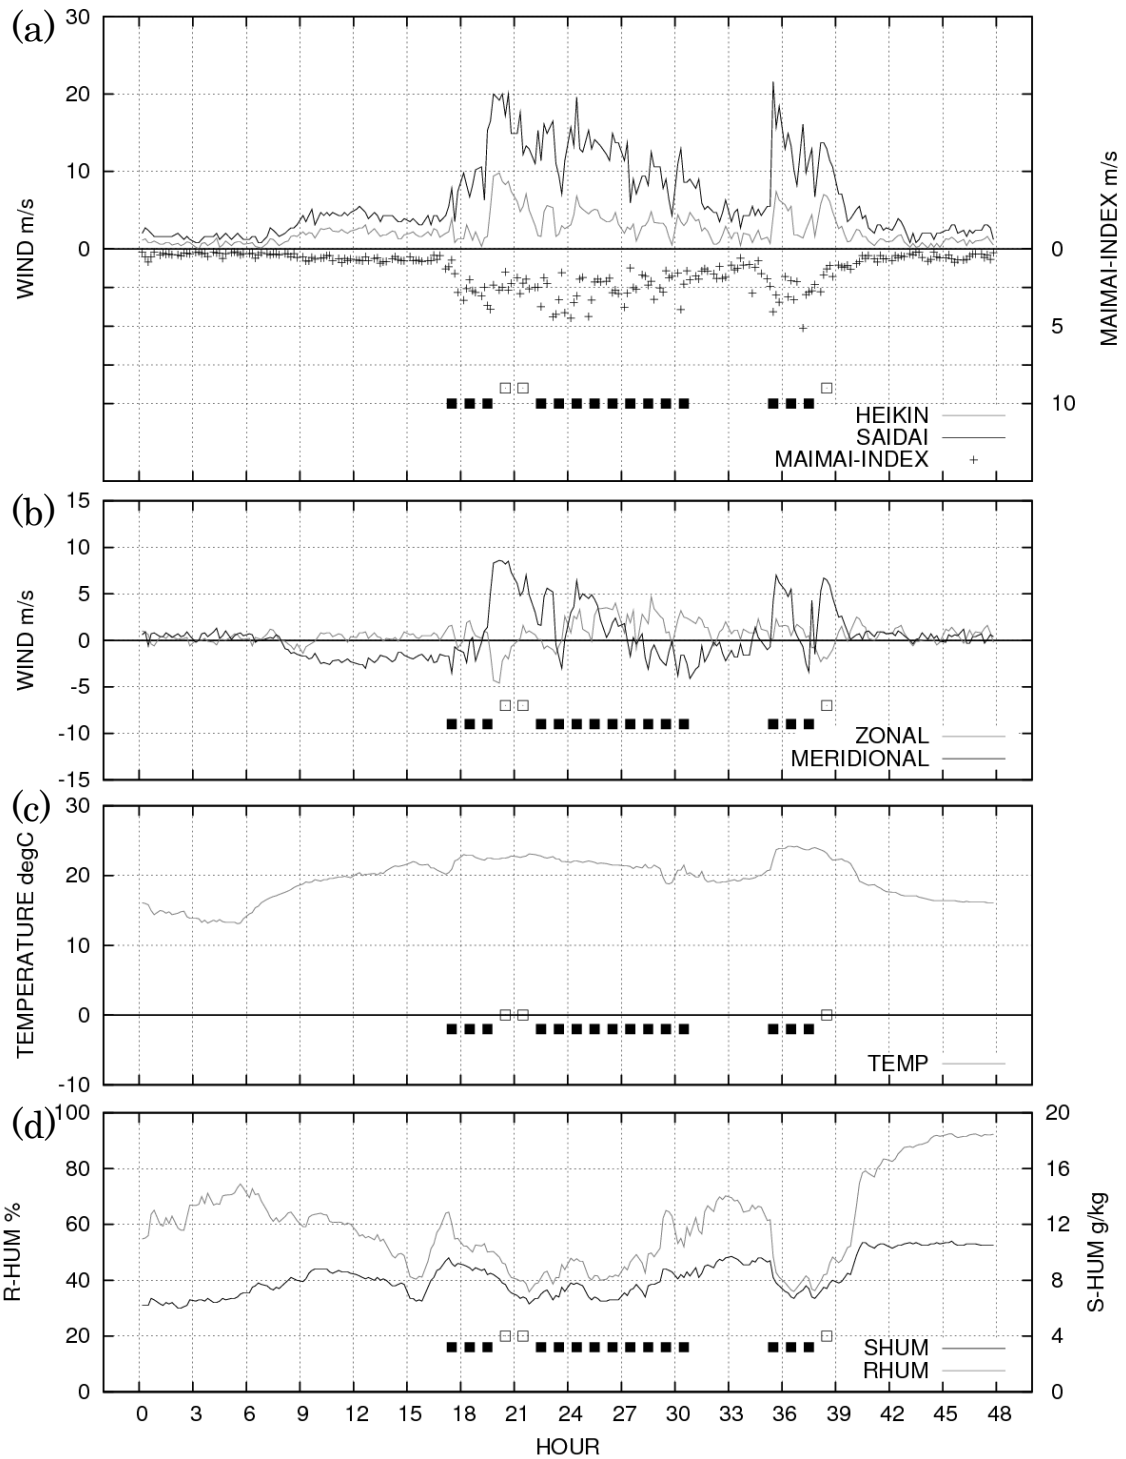 (a)
30
20
10
0
WIND m/s
0
5
10
MAIMAI-INDEX m/s
HEIKIN
SAIDAI
MAIMAI-INDEX
(b)
15
10
5
0
-5
-10
-15
WIND m/s
ZONAL
MERIDIONAL
(c)
30
20
10
0
-10
TEMPERATURE degC
TEMP
(d)
100
80
60
40
20
0
R-HUM %
20
16
12
8
4
0
S-HUM g/kg
SHUM
RHUM
0 3 6 9 12 15 18 21 24 27 30 33 36 39 42 45 48
HOUR